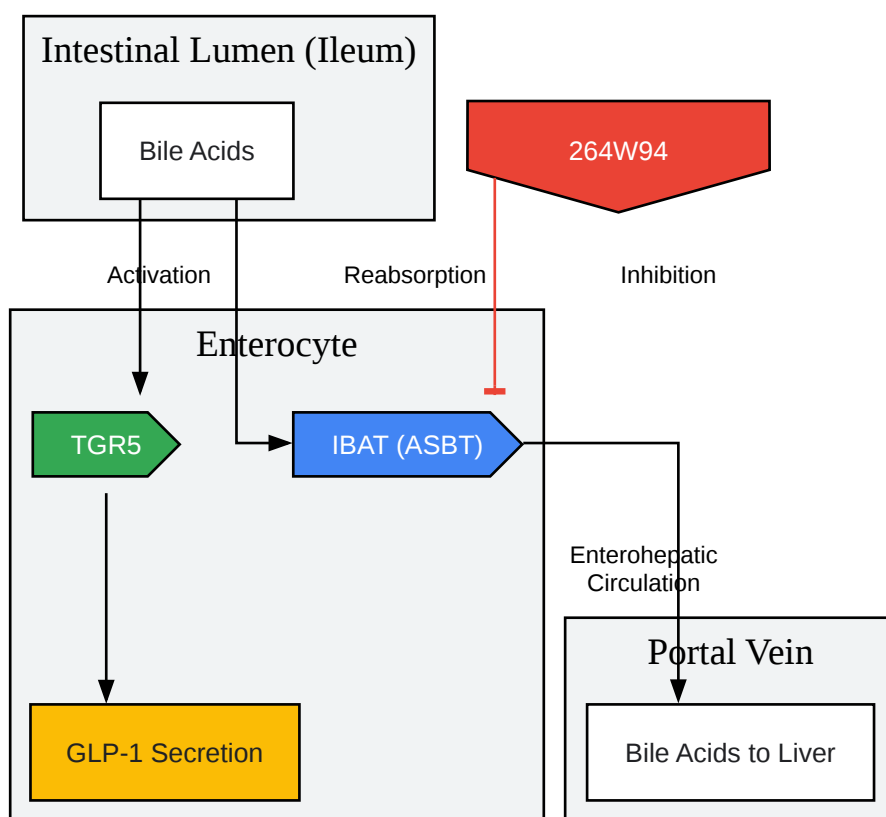 Intestinal Lumen (Ileum)
Bile Acids
264W94
Activation
Reabsorption
Inhibition
Enterocyte
TGR5
IBAT (ASBT)
Enterohepatic
Circulation
Portal Vein
GLP-1 Secretion
Bile Acids to Liver